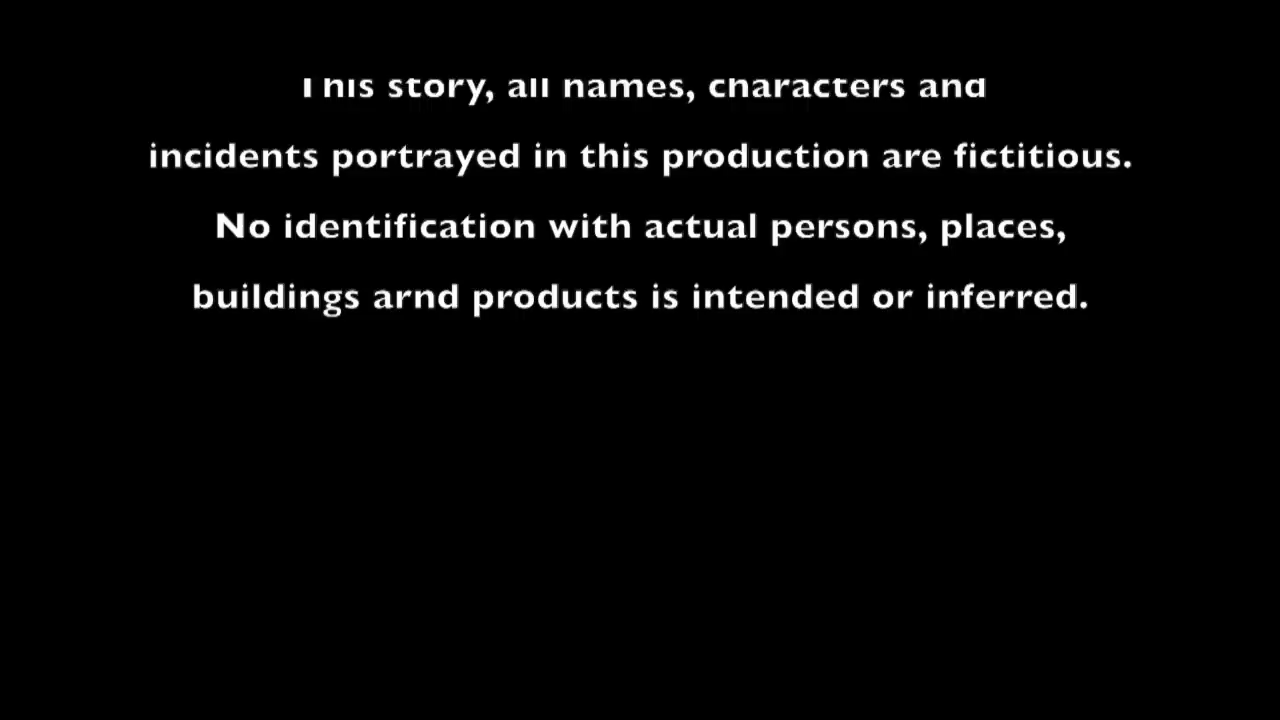 This story, all names, characters and
incidents portrayed in this production are fictitious.
No identification with actual persons, places,
buildings arnd products is intended or inferred.